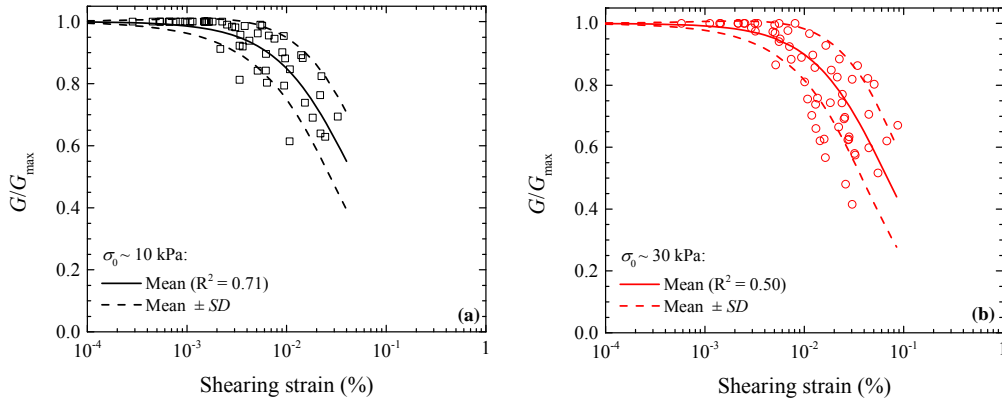 1.0
0.8
0.6
0.4
0.2
0.0
G/G_max
σ_0 ~ 10 kPa:
Mean (R² = 0.71)
Mean ± SD
(a)
10⁻⁴ 10⁻³ 10⁻² 10⁻¹ 1
Shearing strain (%)
1.0
0.8
0.6
0.4
0.2
0.0
G/G_max
σ_0 ~ 30 kPa:
Mean (R² = 0.50)
Mean ± SD
(b)
10⁻⁴ 10⁻³ 10⁻² 10⁻¹ 1
Shearing strain (%)